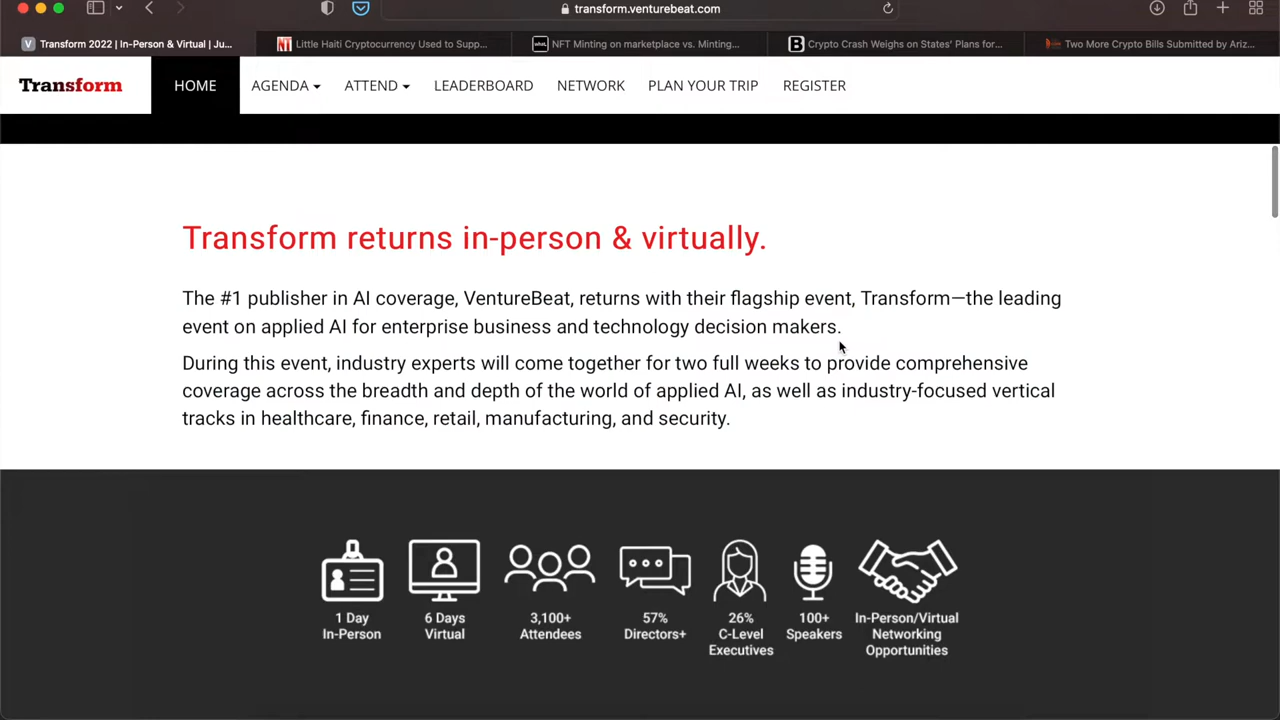 transform.venturebeat.com
Transform 2022 | In-Person & Virtual | Ju...
Little Haiti Cryptocurrency Used to Supp...
NFT Minting on marketplace vs. Minting...
Crypto Crash Weighs on States' Plans for...
Two More Crypto Bills Submitted by Ariz...
Transform
HOME
AGENDA
ATTEND
LEADERBOARD
NETWORK
PLAN YOUR TRIP
REGISTER
Transform returns in-person & virtually.
The #1 publisher in AI coverage, VentureBeat, returns with their flagship event, Transform—the leading
event on applied AI for enterprise business and technology decision makers.
During this event, industry experts will come together for two full weeks to provide comprehensive
coverage across the breadth and depth of the world of applied AI, as well as industry-focused vertical
tracks in healthcare, finance, retail, manufacturing, and security.
1 Day
In-Person
6 Days
Virtual
3,100+
Attendees
57%
Directors+
26%
C-Level
Executives
100+
Speakers
In-Person/Virtual
Networking
Opportunities